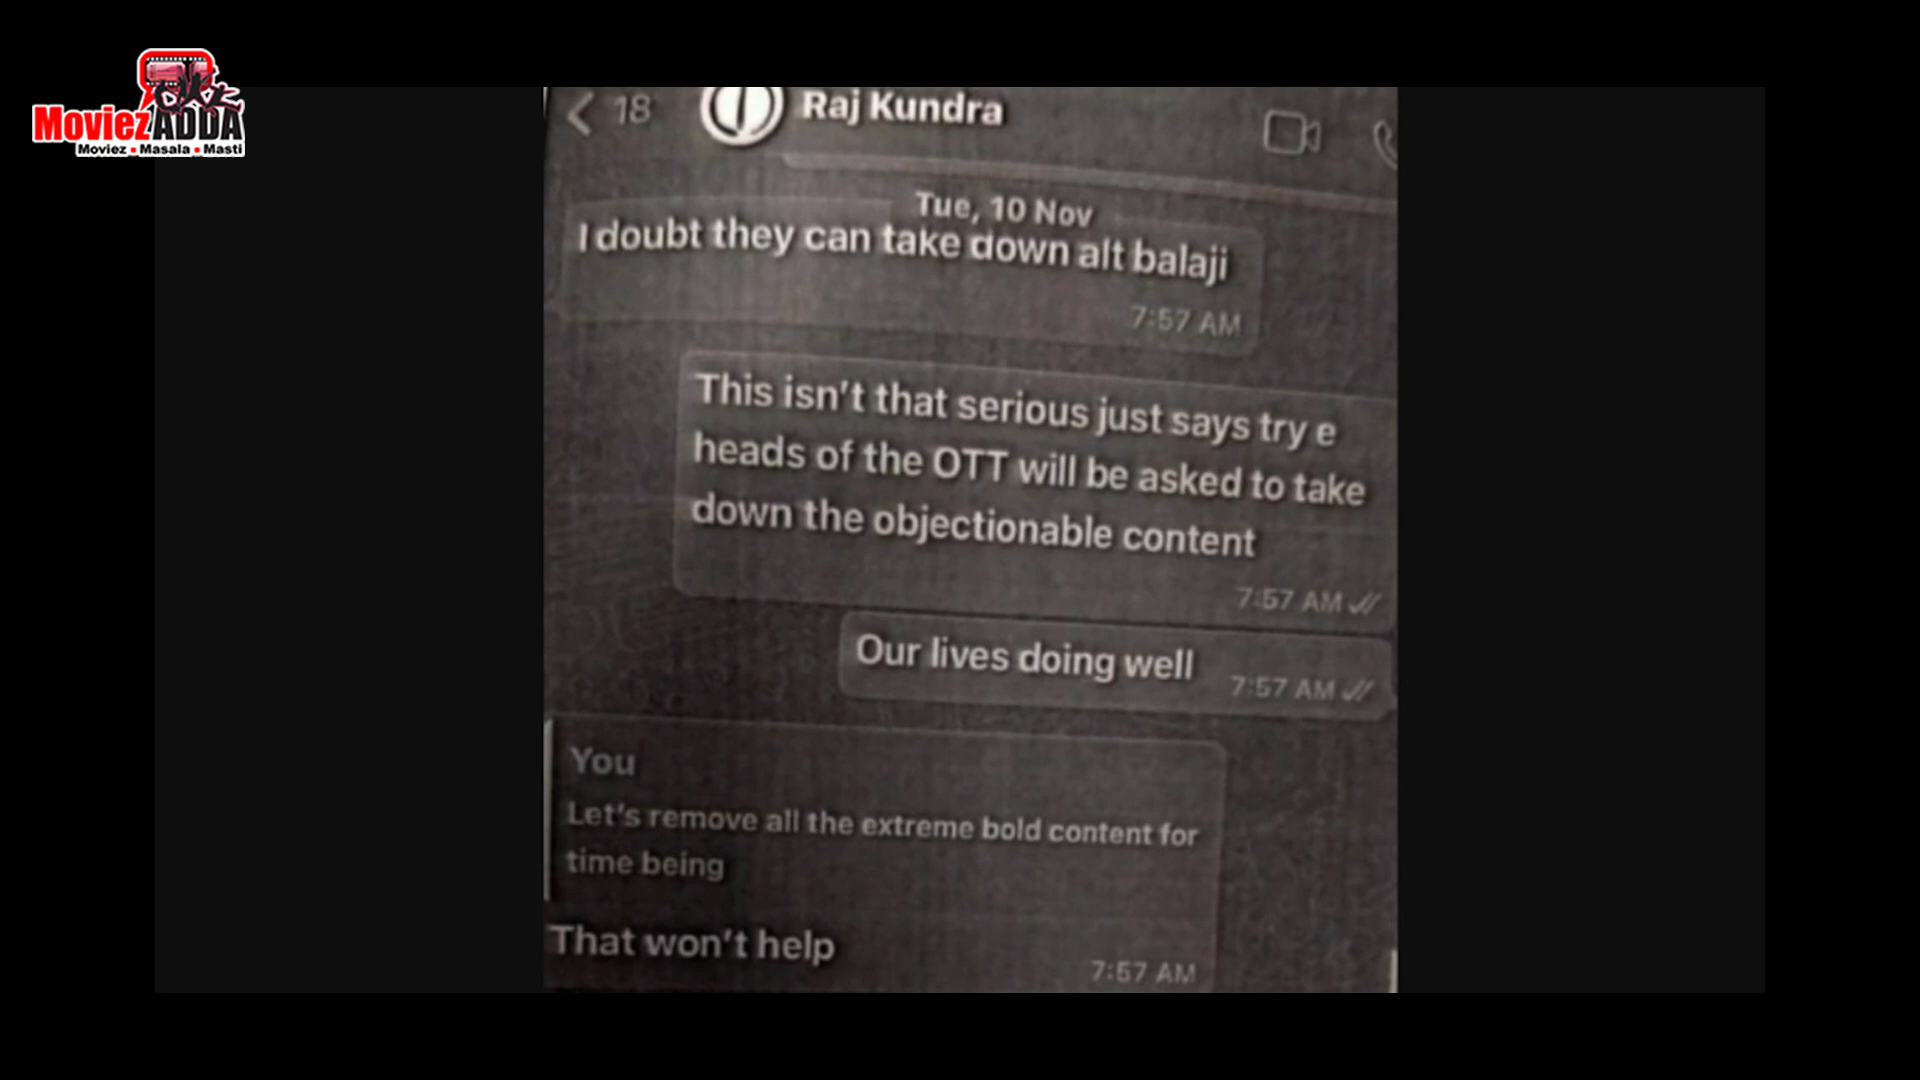 MoviezADDA
Moviez • Masala • Masti
18
Raj Kundra
Tue, 10 Nov
I doubt they can take down alt balaji
7:57 AM
This isn't that serious just says try e
heads of the OTT will be asked to take
down the objectionable content
7:57 AM
Our lives doing well
7:57 AM
You
Let's remove all the extreme bold content for
time being
That won't help
7:57 AM